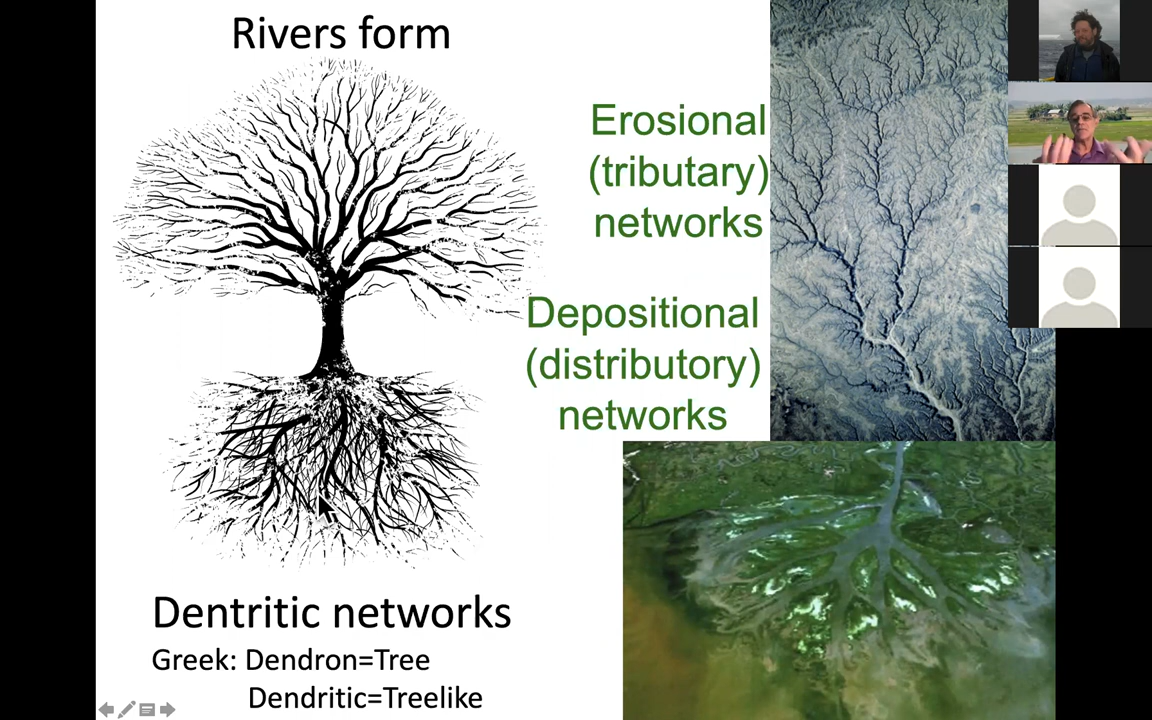 Rivers form
Erosional
(tributary)
networks
Depositional
(distributory)
networks
Dentritic networks
Greek: Dendron=Tree
Dendritic=Treelike